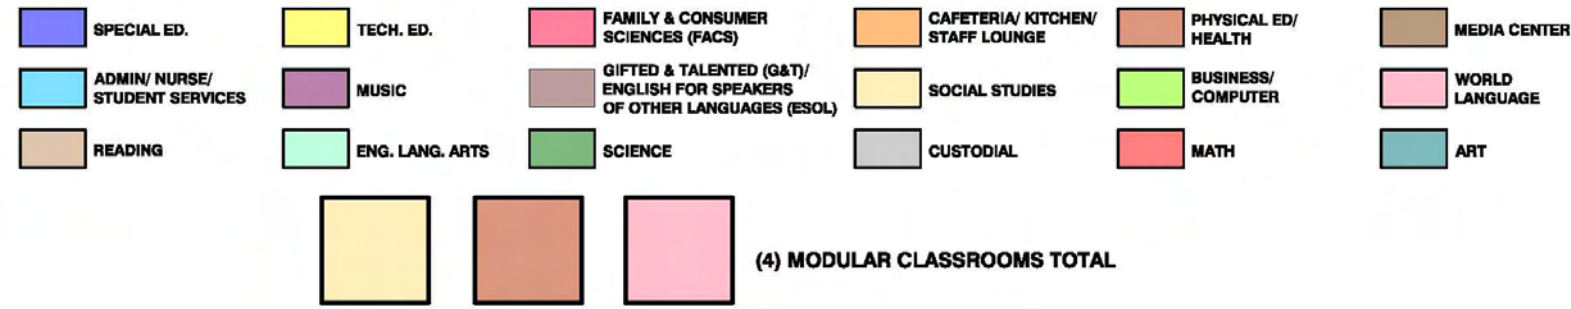 SPECIAL ED.
TECH. ED.
FAMILY & CONSUMER
SCIENCES (FACS)
CAFETERIA/ KITCHEN/
STAFF LOUNGE
PHYSICAL ED/
HEALTH
MEDIA CENTER
ADMIN/ NURSE/
STUDENT SERVICES
MUSIC
GIFTED & TALENTED (G&T)/
ENGLISH FOR SPEAKERS
OF OTHER LANGUAGES (ESOL)
SOCIAL STUDIES
BUSINESS/
COMPUTER
WORLD
LANGUAGE
READING
ENG. LANG. ARTS
SCIENCE
CUSTODIAL
MATH
ART
(4) MODULAR CLASSROOMS TOTAL